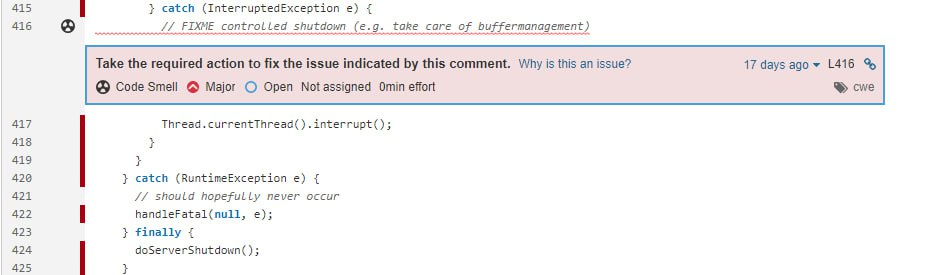 415 } catch (InterruptedException e) {
416 // FIXME controlled shutdown (e.g. take care of buffermanagement)
Take the required action to fix the issue indicated by this comment. Why is this an issue? 17 days ago L416
Code Smell Major Open Not assigned 0min effort cwe
417 Thread.currentThread().interrupt();
418 }
419 }
420 } catch (RuntimeException e) {
421 // should hopefully never occur
422 handleFatal(null, e);
423 } finally {
424 doServerShutdown();
425 }